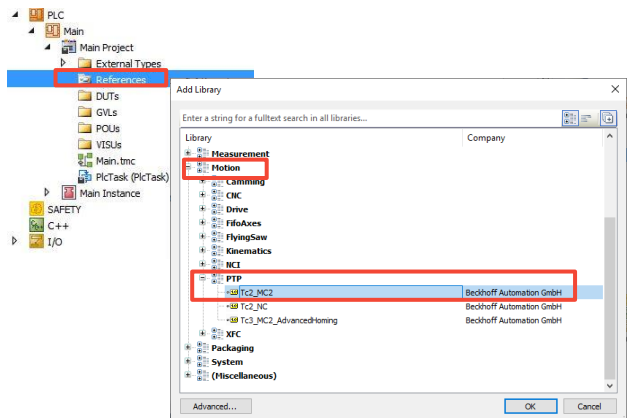 PLC
Main
Main Project
External Types
References
DUTs
GVLs
POUs
VISUs
Main.tmc
PlcTask (PlcTask)
Main Instance
SAFETY
C++
I/O
Add Library
Enter a string for a fulltext search in all libraries...
Library Company
Measurement
Motion
Camming
CNC
Drive
FifoAxes
FlyingSaw
Kinematics
NCI
PTP
Tc2_MC2 Beckhoff Automation GmbH
Tc2_NC Beckhoff Automation GmbH
Tc3_MC2_AdvancedHoming Beckhoff Automation GmbH
XFC
Packaging
System
(Miscellaneous)
Advanced... OK Cancel